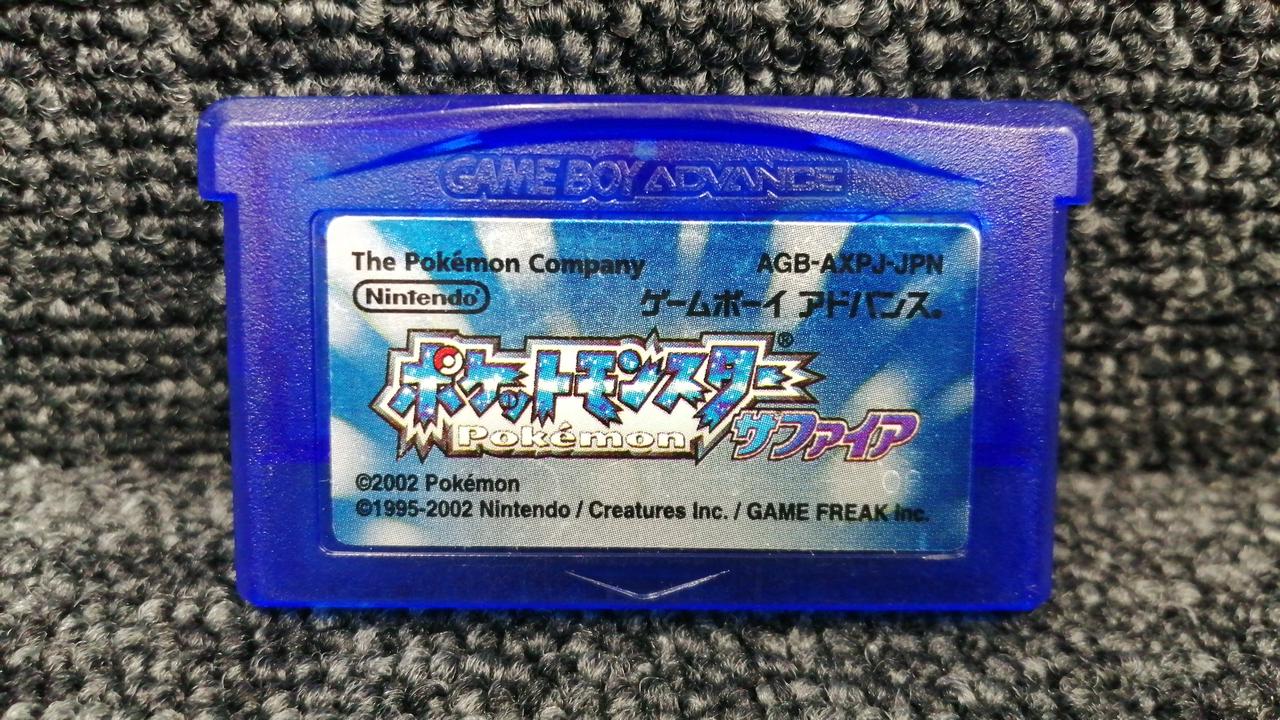 GAME BOY ADVANCE
The Pokémon Company
AGB-AXPJ-JPN
Nintendo®
ゲームボーイ アドバンス®
ポケットモンスター®
Pokémon
サファイア
©2002 Pokémon
©1995-2002 Nintendo / Creatures Inc. / GAME FREAK inc.